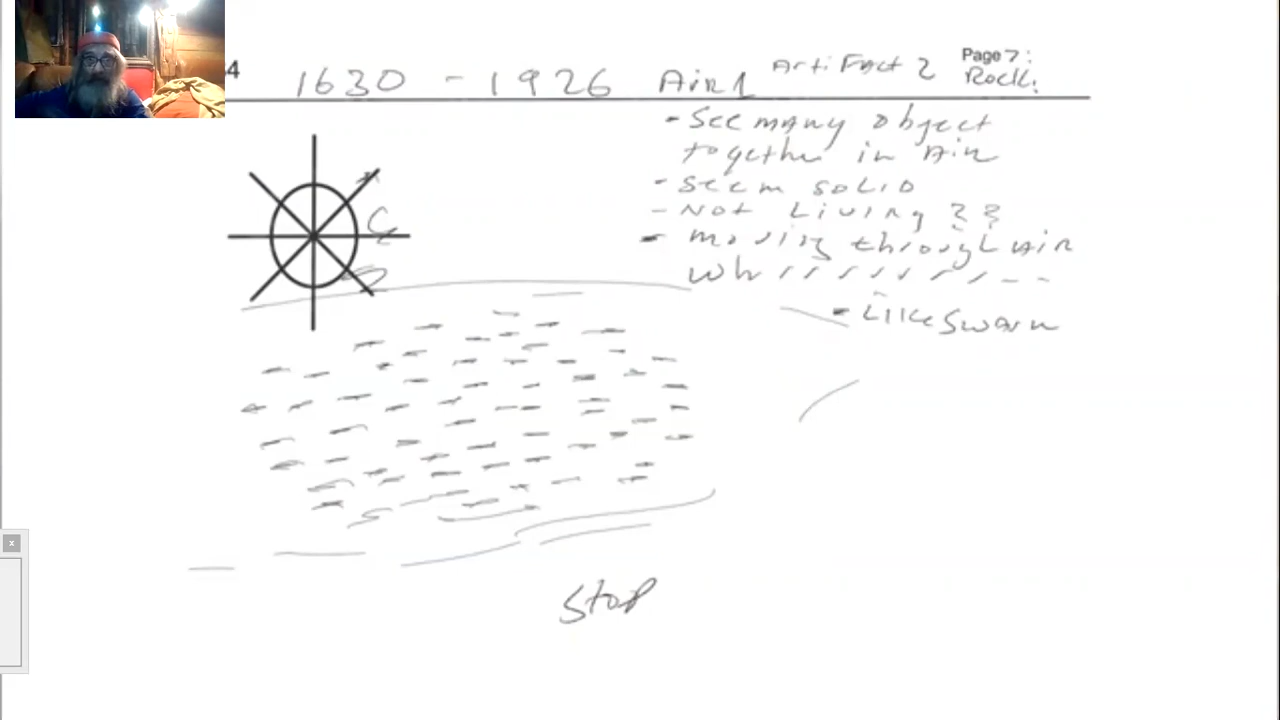 4 1630 - 1926 Air 1 ArtiFact 2 Page 7:
Rock!
- See many object
together in Air
- Seem solid
- Not Living ? ?
- moving through Air
Whrrrrrrr - -
- Like Swarm
C
D
Stop
x